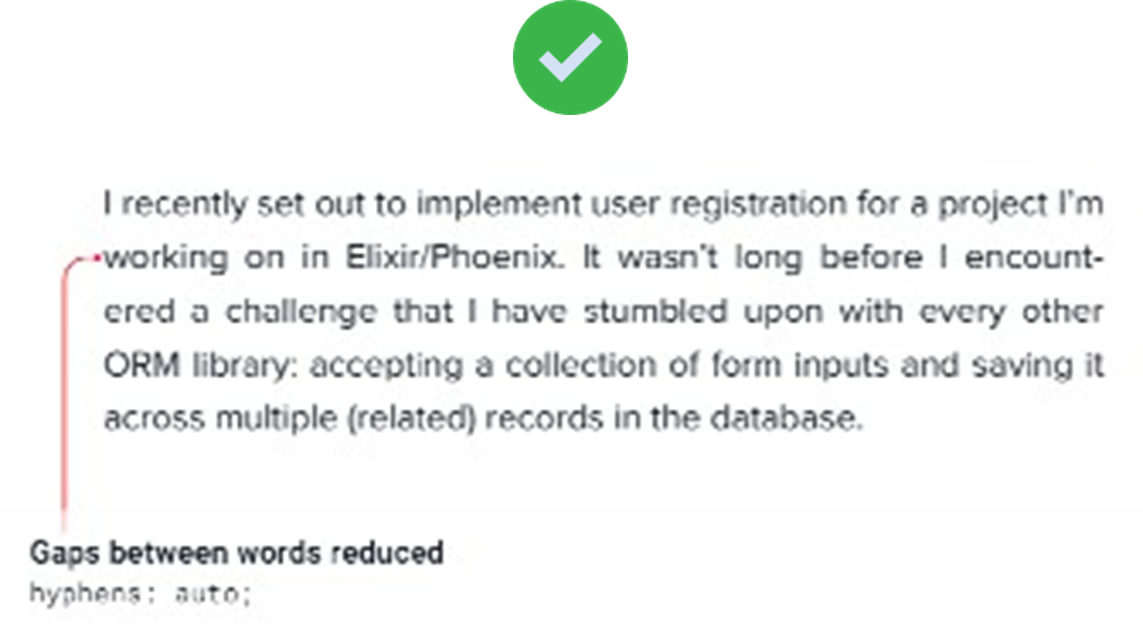 I recently set out to implement user registration for a project I'm
working on in Elixir/Phoenix. It wasn't long before I encount-
ered a challenge that I have stumbled upon with every other
ORM library: accepting a collection of form inputs and saving it
across multiple (related) records in the database.
Gaps between words reduced
hyphens: auto;